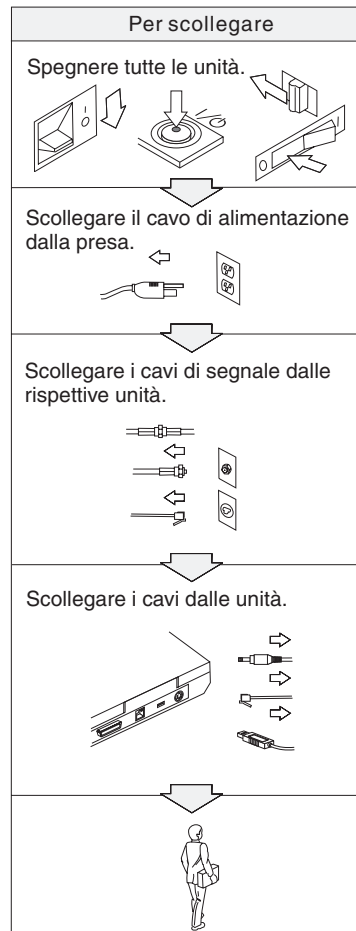 Per scollegare
Spegnere tutte le unità.
Scollegare il cavo di alimentazione
dalla presa.
Scollegare i cavi di segnale dalle
rispettive unità.
Scollegare i cavi dalle unità.